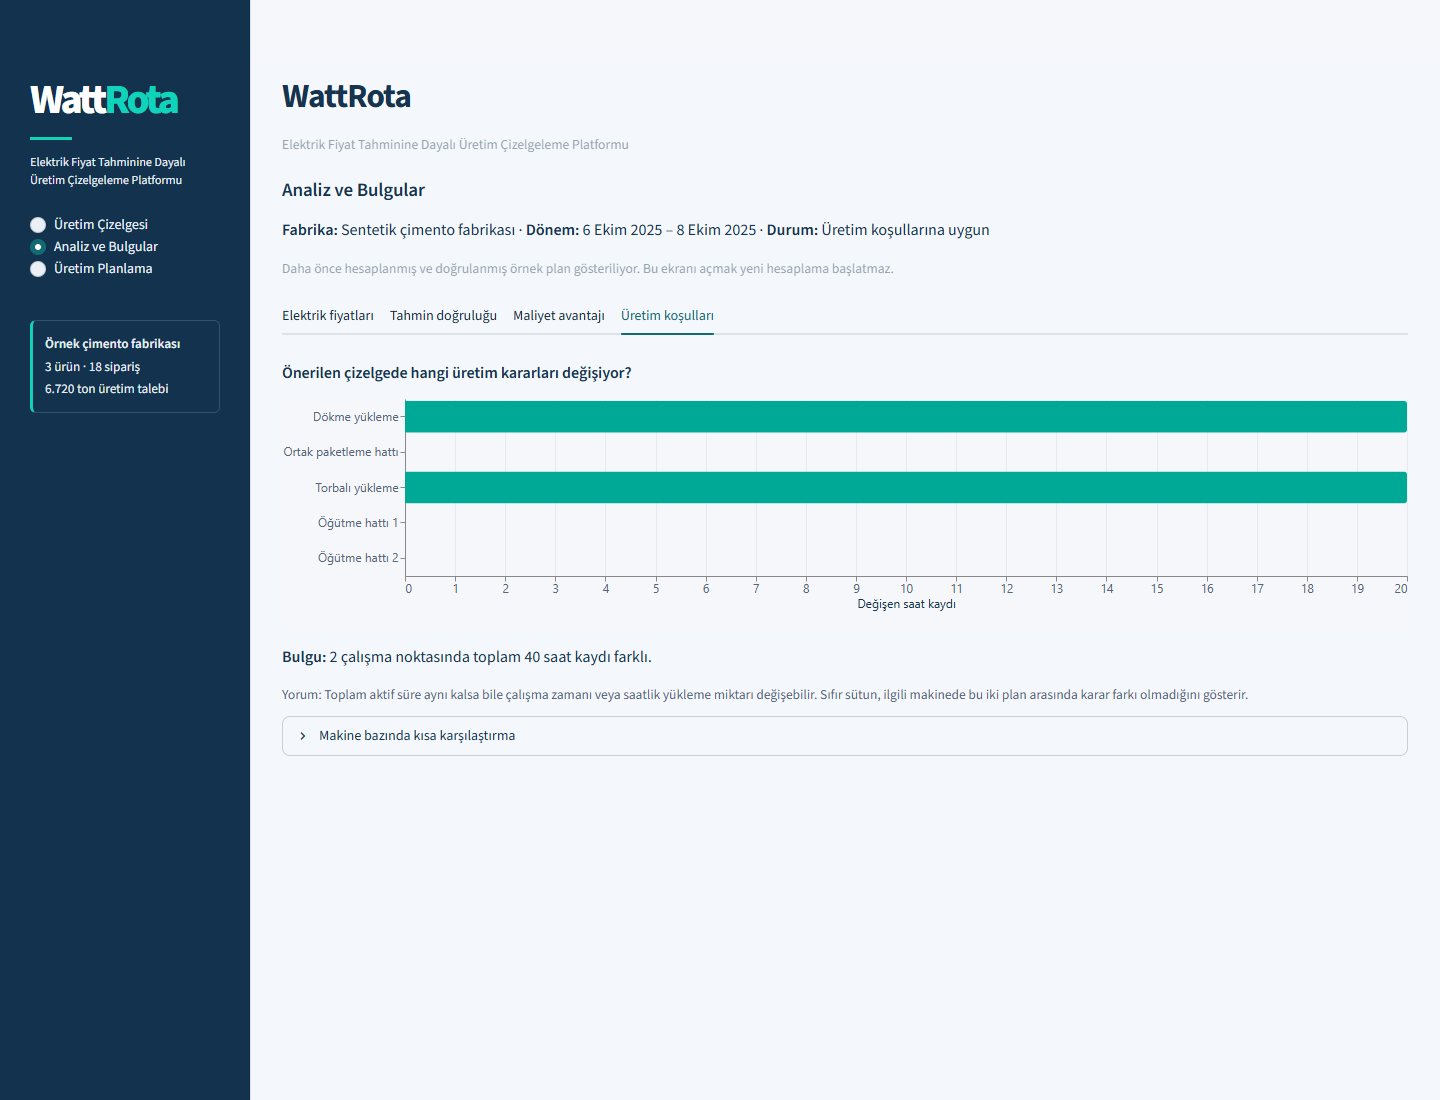 WattRota
Elektrik Fiyat Tahminine Dayalı
Üretim Çizelgeleme Platformu
Üretim Çizelgesi
Analiz ve Bulgular
Üretim Planlama
Örnek çimento fabrikası
3 ürün · 18 sipariş
6.720 ton üretim talebi
WattRota
Elektrik Fiyat Tahminine Dayalı Üretim Çizelgeleme Platformu
Analiz ve Bulgular
Fabrika: Sentetik çimento fabrikası · Dönem: 6 Ekim 2025 – 8 Ekim 2025 · Durum: Üretim koşullarına uygun
Daha önce hesaplanmış ve doğrulanmış örnek plan gösteriliyor. Bu ekranı açmak yeni hesaplama başlatmaz.
Elektrik fiyatları Tahmin doğruluğu Maliyet avantajı Üretim koşulları
Önerilen çizelgede hangi üretim kararları değişiyor?
Dökme yükleme
Ortak paketleme hattı
Torbalı yükleme
Öğütme hattı 1
Öğütme hattı 2
0 1 2 3 4 5 6 7 8 9 10 11 12 13 14 15 16 17 18 19 20
Değişen saat kaydı
Bulgu: 2 çalışma noktasında toplam 40 saat kaydı farklı.
Yorum: Toplam aktif süre aynı kalsa bile çalışma zamanı veya saatlik yükleme miktarı değişebilir. Sıfır sütun, ilgili makinede bu iki plan arasında karar farkı olmadığını gösterir.
Makine bazında kısa karşılaştırma